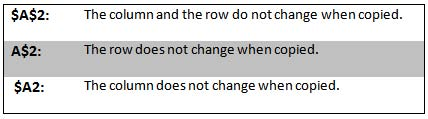 $A$2: The column and the row do not change when copied.
A$2: The row does not change when copied.
$A2: The column does not change when copied.